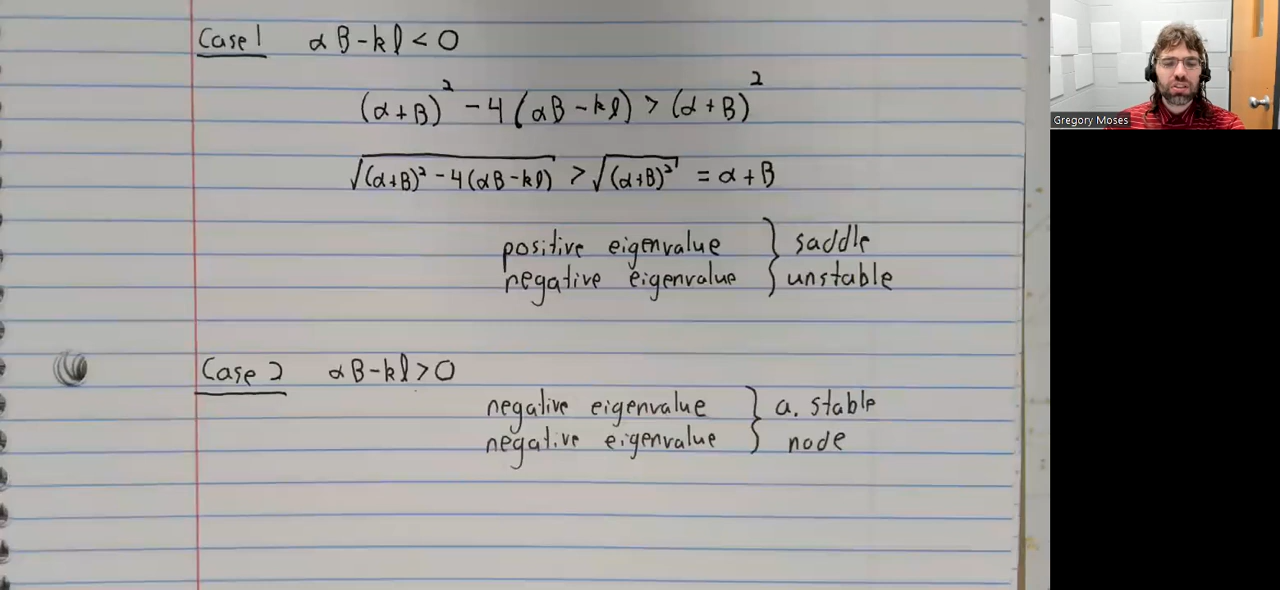 Case 1 αB-kl<0
(α+B)² -4(αB-kl) > (α+B)²
√(α+B)²-4(αB-kl) > √(α+B)² = α+B
positive eigenvalue } saddle
negative eigenvalue } unstable
Case 2 αB-kl>0
negative eigenvalue } a. stable
negative eigenvalue } node
Gregory Moses